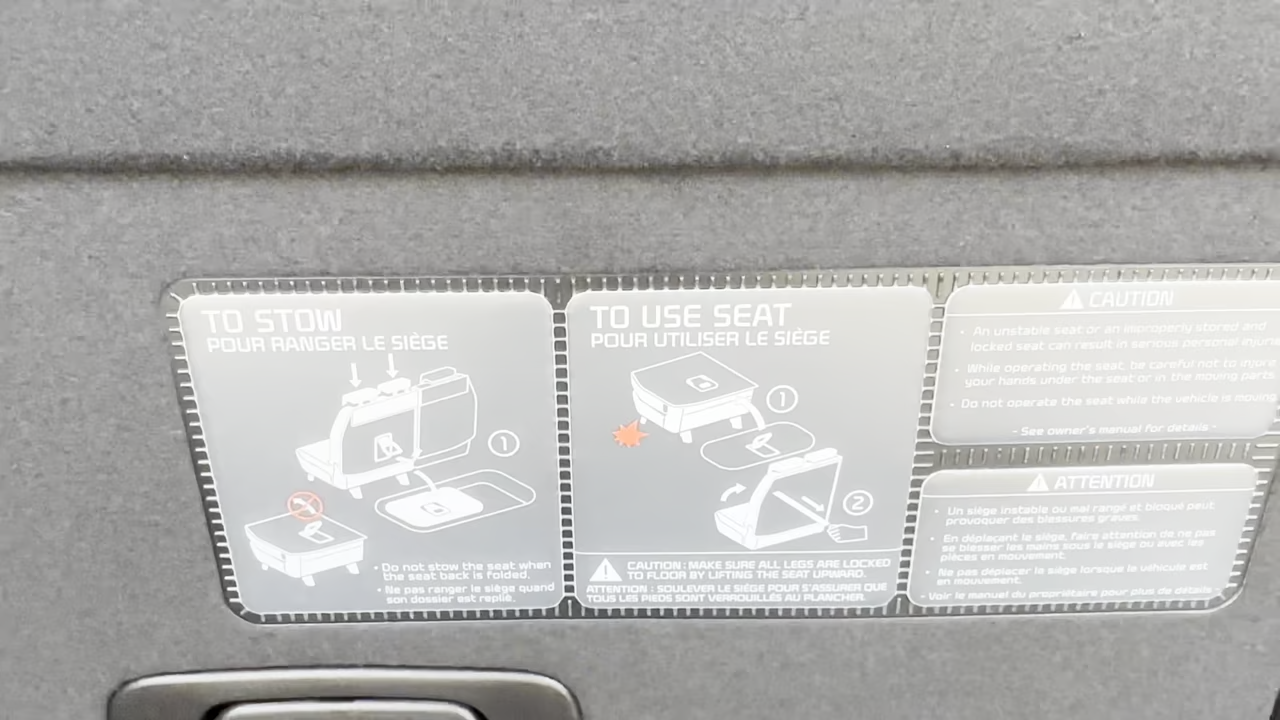 TO STOW
POUR RANGER LE SIÈGE
1
• Do not stow the seat when
the seat back is folded.
• Ne pas ranger le siège quand
son dossier est replié.
TO USE SEAT
POUR UTILISER LE SIÈGE
1
2
CAUTION : MAKE SURE ALL LEGS ARE LOCKED
TO FLOOR BY LIFTING THE SEAT UPWARD.
ATTENTION : SOULEVER LE SIÈGE POUR S'ASSURER QUE
TOUS LES PIEDS SONT VERROUILLÉS AU PLANCHER.
CAUTION
• An unstable seat or an improperly stored and
locked seat can result in serious personal injury
• While operating the seat, be careful not to injure
your hands under the seat or in the moving parts
• Do not operate the seat while the vehicle is moving
- See owner's manual for details -
ATTENTION
• Un siège instable ou mal rangé et bloqué peut
provoquer des blessures graves.
• En déplaçant le siège, faire attention de ne pas
se blesser les mains sous le siège ou avec les
pièces en mouvement.
• Ne pas déplacer le siège lorsque le véhicule est
en mouvement.
- Voir le manuel du propriétaire pour plus de détails -